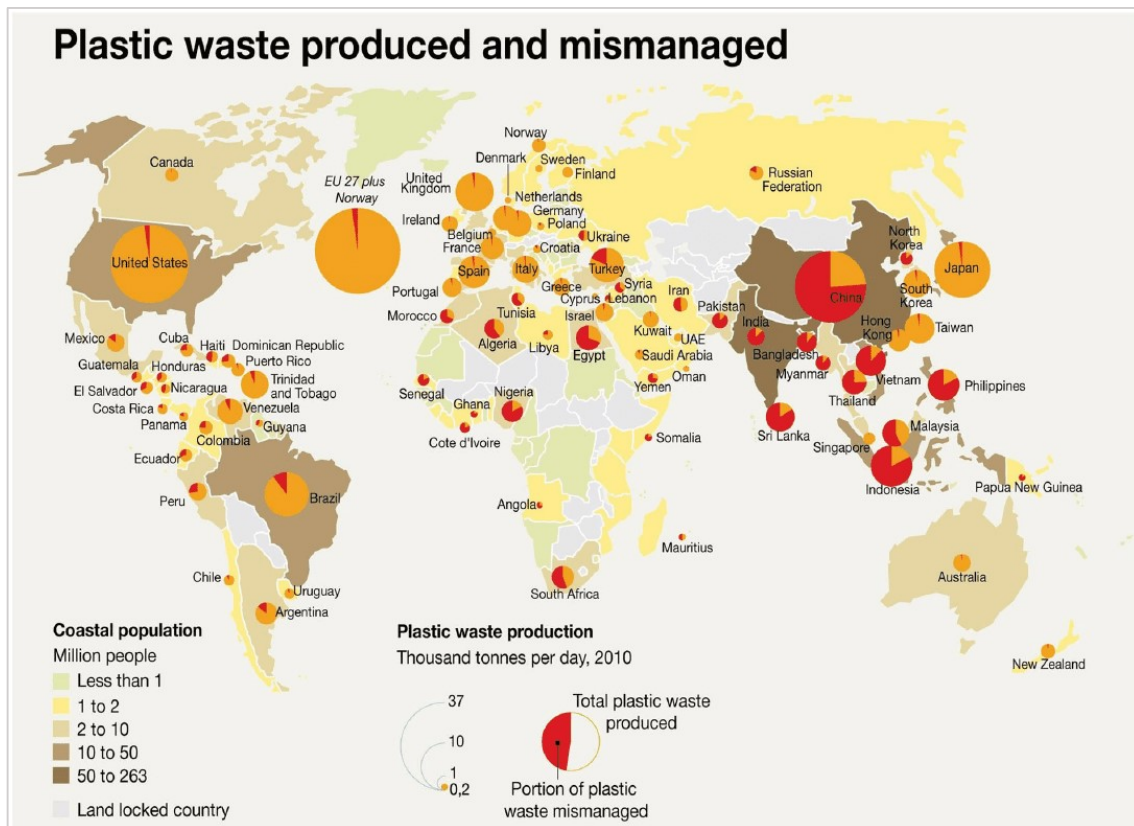 Plastic waste produced and mismanaged
Canada
EU 27 plus
Norway
United States
Norway
Denmark
Sweden
Finland
United
Kingdom
Netherlands
Germany
Ireland
Poland
Belgium
France
Croatia
Ukraine
Spain
Italy
Turkey
Portugal
Greece
Syria
Cyprus
Lebanon
Israel
Morocco
Tunisia
Algeria
Libya
Egypt
Iran
Kuwait
UAE
Saudi Arabia
Oman
Yemen
Russian
Federation
North
Korea
Japan
South
Korea
China
Pakistan
India
Hong
Kong
Taiwan
Bangladesh
Myanmar
Vietnam
Thailand
Philippines
Sri Lanka
Malaysia
Singapore
Indonesia
Papua New Guinea
Mexico
Cuba
Haiti
Dominican Republic
Puerto Rico
Guatemala
Honduras
Trinidad
and Tobago
El Salvador
Nicaragua
Costa Rica
Venezuela
Panama
Guyana
Colombia
Ecuador
Peru
Brazil
Chile
Uruguay
Argentina
Senegal
Ghana
Nigeria
Cote d'Ivoire
Somalia
Angola
Mauritius
South Africa
Australia
New Zealand
Coastal population
Million people
Less than 1
1 to 2
2 to 10
10 to 50
50 to 263
Land locked country
Plastic waste production
Thousand tonnes per day, 2010
37
10
1
0,2
Total plastic waste
produced
Portion of plastic
waste mismanaged